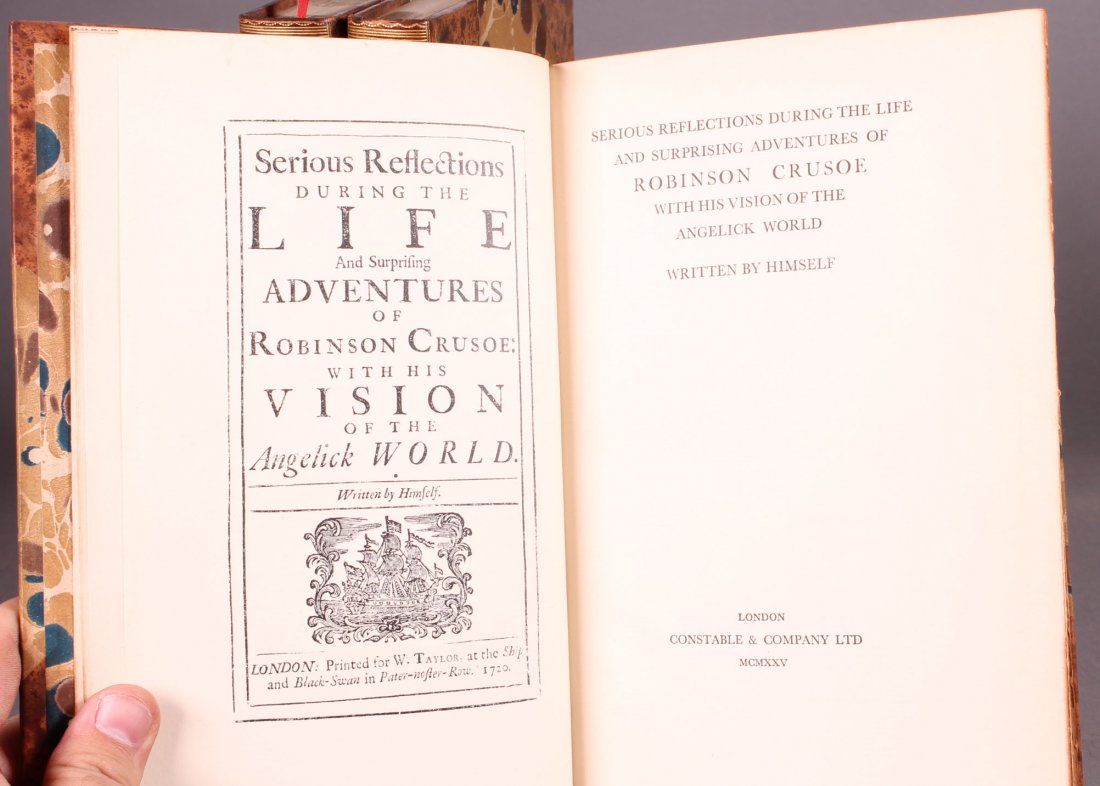 Serious Reflections
DURING THE
LIFE
And Surpriſing
ADVENTURES
OF
ROBINSON CRUSOE:
WITH HIS
VISION
OF THE
Angelick WORLD.
Written by Himſelf.
LONDON: Printed for W. TAYLOR, at the Ship
and Black-Swan in Pater-noſter-Row. 1720.
SERIOUS REFLECTIONS DURING THE LIFE
AND SURPRISING ADVENTURES OF
ROBINSON CRUSOE
WITH HIS VISION OF THE
ANGELICK WORLD
WRITTEN BY HIMSELF
LONDON
CONSTABLE & COMPANY LTD
MCMXXV